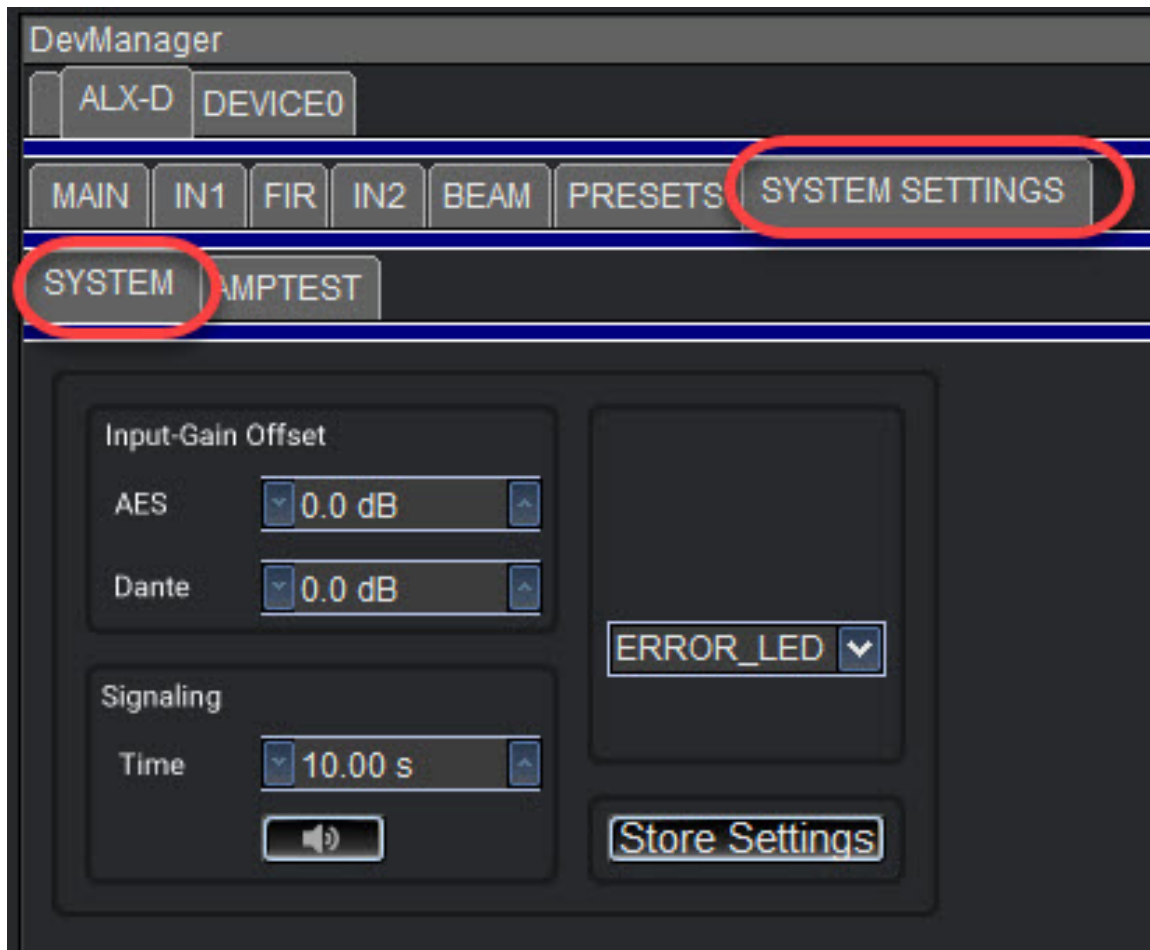 DevManager
ALX-D DEVICE0
MAIN IN1 FIR IN2 BEAM PRESETS SYSTEM SETTINGS
SYSTEM AMPTEST
Input-Gain Offset
AES 0.0 dB
Dante 0.0 dB
ERROR_LED
Signaling
Time 10.00 s
Store Settings